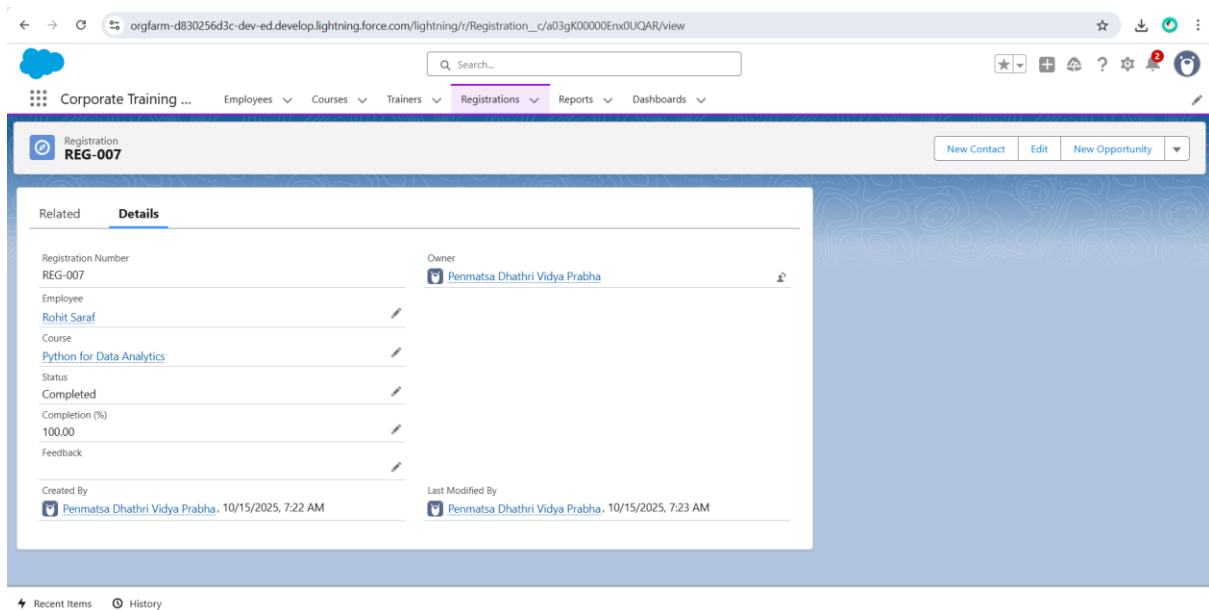 orgfarm-d830256d3c-dev-ed.develop.lightning.force.com/lightning/r/Registration__c/a03gK00000Enx0UQAR/view
Search...
2
Corporate Training ... Employees Courses Trainers Registrations Reports Dashboards
Registration
REG-007
New Contact Edit New Opportunity
Related Details
Registration Number
REG-007
Owner
Penmatsa Dhathri Vidya Prabha
Employee
Rohit Saraf
Course
Python for Data Analytics
Status
Completed
Completion (%)
100.00
Feedback
Created By
Penmatsa Dhathri Vidya Prabha, 10/15/2025, 7:22 AM
Last Modified By
Penmatsa Dhathri Vidya Prabha, 10/15/2025, 7:23 AM
Recent Items History